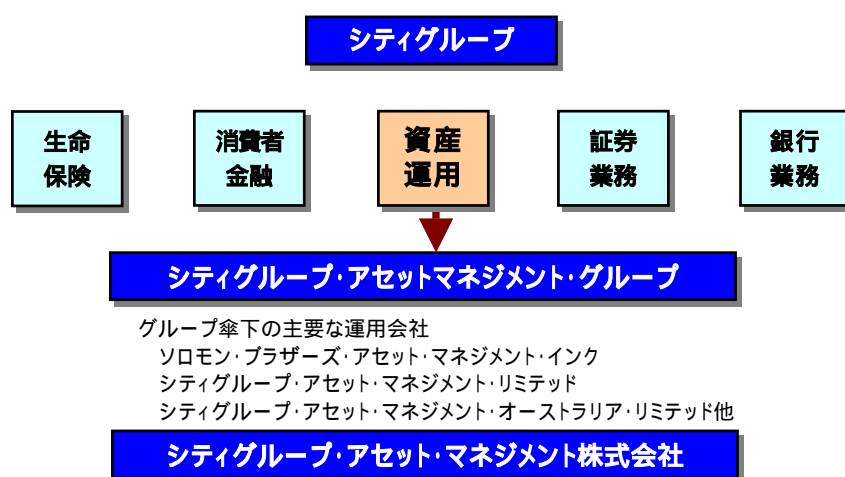 シティグループ
生命
保険
消費者
金融
資産
運用
証券
業務
銀行
業務
シティグループ・アセットマネジメント・グループ
グループ傘下の主要な運用会社
ソロモン・ブラザーズ・アセット・マネジメント・インク
シティグループ・アセット・マネジメント・リミテッド
シティグループ・アセット・マネジメント・オーストラリア・リミテッド他
シティグループ・アセット・マネジメント株式会社